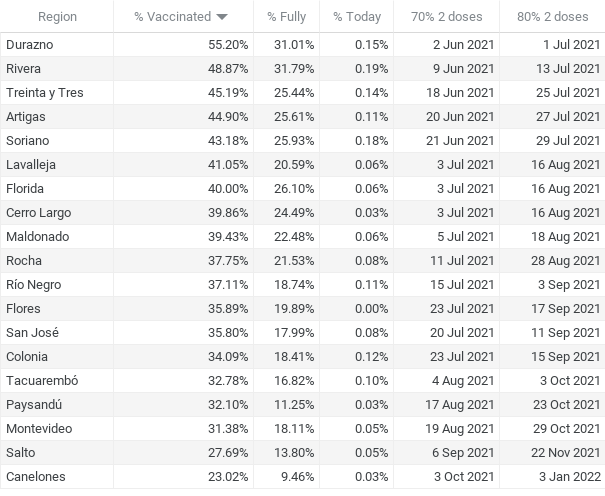 Region % Vaccinated % Fully % Today 70% 2 doses 80% 2 doses
Durazno 55.20% 31.01% 0.15% 2 Jun 2021 1 Jul 2021
Rivera 48.87% 31.79% 0.19% 9 Jun 2021 13 Jul 2021
Treinta y Tres 45.19% 25.44% 0.14% 18 Jun 2021 25 Jul 2021
Artigas 44.90% 25.61% 0.11% 20 Jun 2021 27 Jul 2021
Soriano 43.18% 25.93% 0.18% 21 Jun 2021 29 Jul 2021
Lavalleja 41.05% 20.59% 0.06% 3 Jul 2021 16 Aug 2021
Florida 40.00% 26.10% 0.06% 3 Jul 2021 16 Aug 2021
Cerro Largo 39.86% 24.49% 0.03% 3 Jul 2021 16 Aug 2021
Maldonado 39.43% 22.48% 0.06% 5 Jul 2021 18 Aug 2021
Rocha 37.75% 21.53% 0.08% 11 Jul 2021 28 Aug 2021
Río Negro 37.11% 18.74% 0.11% 15 Jul 2021 3 Sep 2021
Flores 35.89% 19.89% 0.00% 23 Jul 2021 17 Sep 2021
San José 35.80% 17.99% 0.08% 20 Jul 2021 11 Sep 2021
Colonia 34.09% 18.41% 0.12% 23 Jul 2021 15 Sep 2021
Tacuarembó 32.78% 16.82% 0.10% 4 Aug 2021 3 Oct 2021
Paysandú 32.10% 11.25% 0.03% 17 Aug 2021 23 Oct 2021
Montevideo 31.38% 18.11% 0.05% 19 Aug 2021 29 Oct 2021
Salto 27.69% 13.80% 0.05% 6 Sep 2021 22 Nov 2021
Canelones 23.02% 9.46% 0.03% 3 Oct 2021 3 Jan 2022